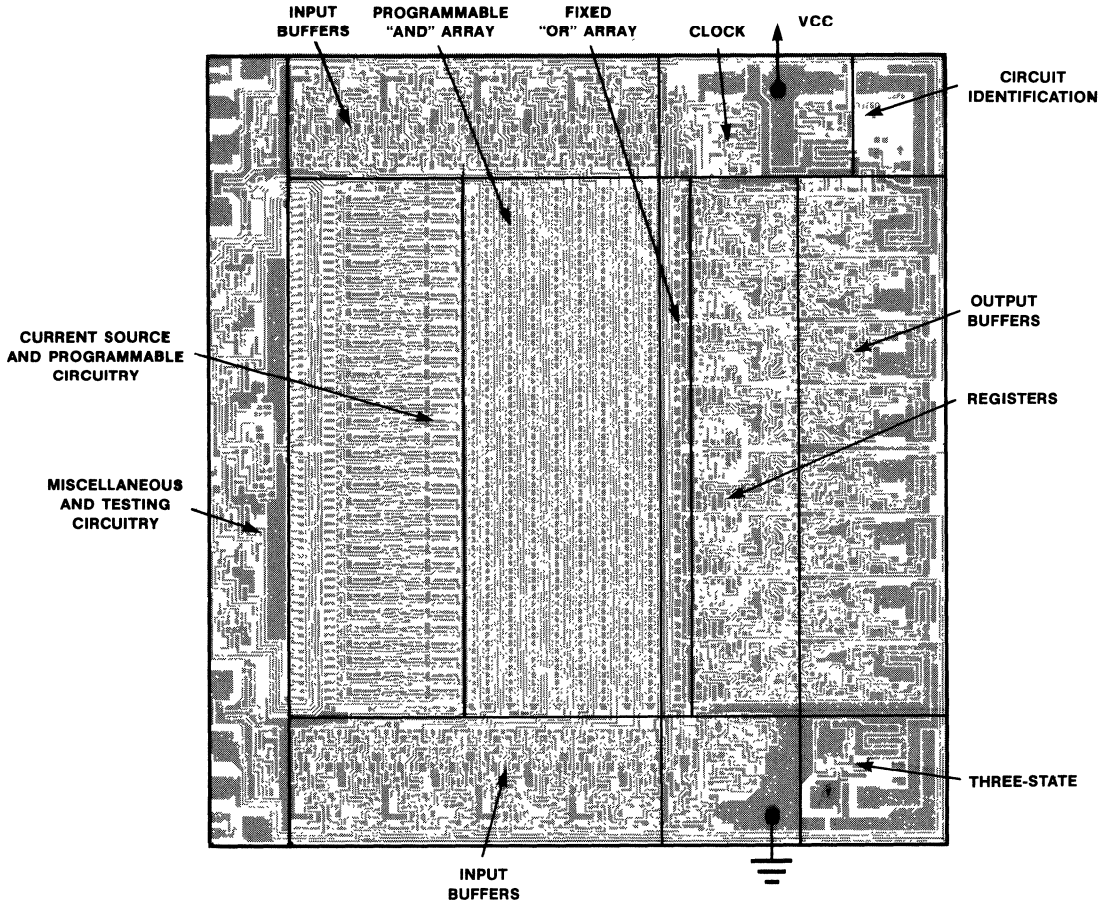 INPUT
BUFFERS
PROGRAMMABLE
"AND" ARRAY
FIXED
"OR" ARRAY
CLOCK
VCC
CIRCUIT
IDENTIFICATION
OUTPUT
BUFFERS
CURRENT SOURCE
AND PROGRAMMABLE
CIRCUITRY
REGISTERS
MISCELLANEOUS
AND TESTING
CIRCUITRY
THREE-STATE
INPUT
BUFFERS